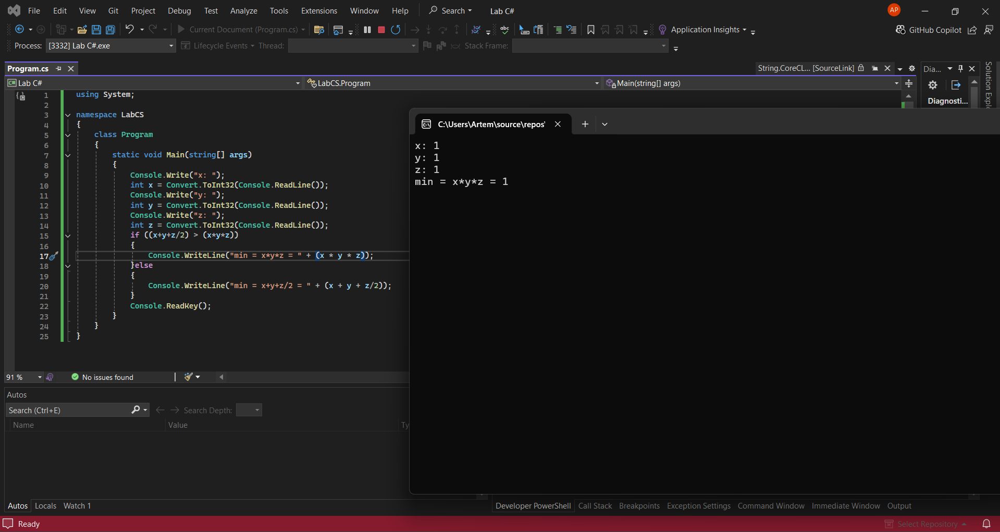 File Edit View Git Project Debug Test Analyze Tools Extensions Window Help Search Lab C# AP
Current Document (Program.cs) abc Application Insights GitHub Copilot
Process: [3332] Lab C#.exe Lifecycle Events Thread: Stack Frame:
Program.cs String.CoreCL... [SourceLink] Dia...
C# Lab C# LabCS.Program Main(string[] args)
Solution Explo
Diagnosti...
1 using System;
2
3 namespace LabCS
4 {
5 class Program
6 {
7 static void Main(string[] args)
8 {
9 Console.Write("x: ");
10 int x = Convert.ToInt32(Console.ReadLine());
11 Console.Write("y: ");
12 int y = Convert.ToInt32(Console.ReadLine());
13 Console.Write("z: ");
14 int z = Convert.ToInt32(Console.ReadLine());
15 if ((x+y+z/2) > (x*y*z))
16 {
17 Console.WriteLine("min = x*y*z = " + (x * y * z));
18 }else
19 {
20 Console.WriteLine("min = x+y+z/2 = " + (x + y + z/2));
21 }
22 Console.ReadKey();
23 }
24 }
25 }
C:\Users\Artem\source\repos\
x: 1
y: 1
z: 1
min = x*y*z = 1
91 % No issues found
Autos
Search (Ctrl+E) Search Depth:
Name Value Ty
Autos Locals Watch 1
Developer PowerShell Call Stack Breakpoints Exception Settings Command Window Immediate Window Output
Ready Select Repository